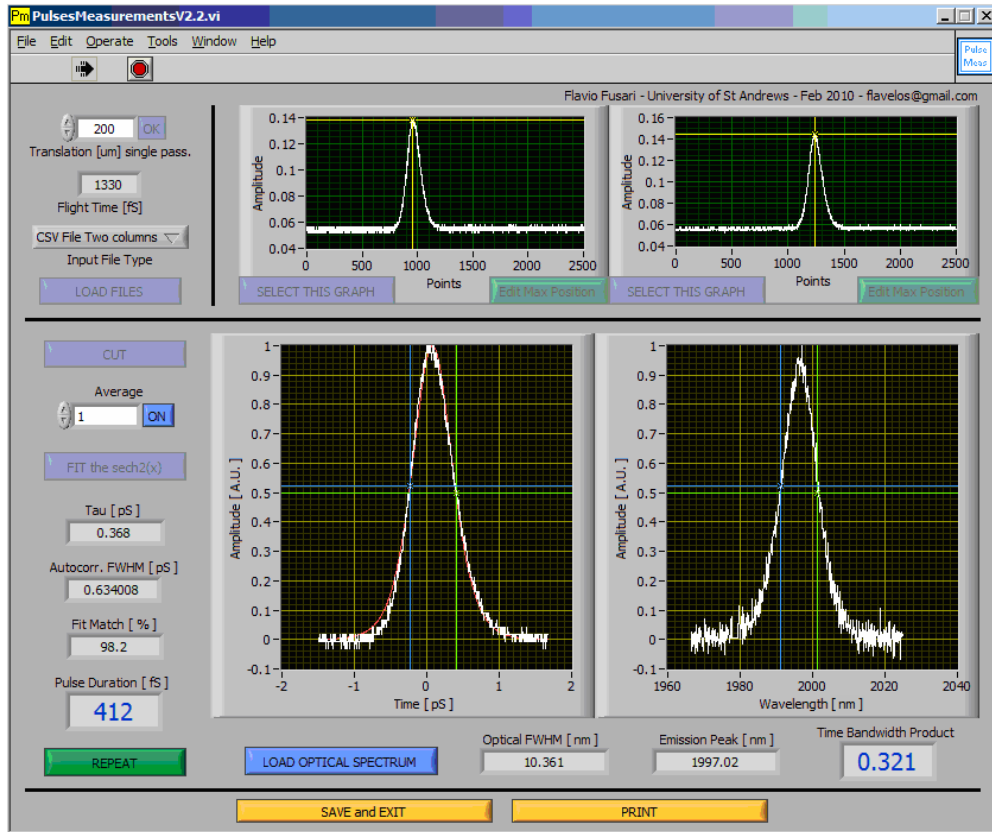 Pm PulsesMeasurementsV2.2.vi
File Edit Operate Tools Window Help
Pulse
Meas
Flavio Fusari - University of St Andrews - Feb 2010 - flavelos@gmail.com
200 OK
Translation [um] single pass.
1330
Flight Time [fS]
CSV File Two columns
Input File Type
LOAD FILES
Amplitude
0.14
0.12
0.1
0.08
0.06
0.04
0 500 1000 1500 2000 2500
Points
SELECT THIS GRAPH
Edit Max Position
Amplitude
0.16
0.14
0.12
0.1
0.08
0.06
0.04
0 500 1000 1500 2000 2500
Points
SELECT THIS GRAPH
Edit Max Position
CUT
Average
1 ON
FIT the sech2(x)
Tau [ pS ]
0.368
Autocorr. FWHM [ pS ]
0.634008
Fit Match [ % ]
98.2
Pulse Duration [ fS ]
412
REPEAT
Amplitude [ A.U. ]
1
0.9
0.8
0.7
0.6
0.5
0.4
0.3
0.2
0.1
0
-0.1
-2 -1 0 1 2
Time [ pS ]
Amplitude [ A.U. ]
1
0.9
0.8
0.7
0.6
0.5
0.4
0.3
0.2
0.1
0
-0.1
1960 1980 2000 2020 2040
Wavelength [ nm ]
LOAD OPTICAL SPECTRUM
Optical FWHM [ nm ]
10.361
Emission Peak [ nm ]
1997.02
Time Bandwidth Product
0.321
SAVE and EXIT
PRINT